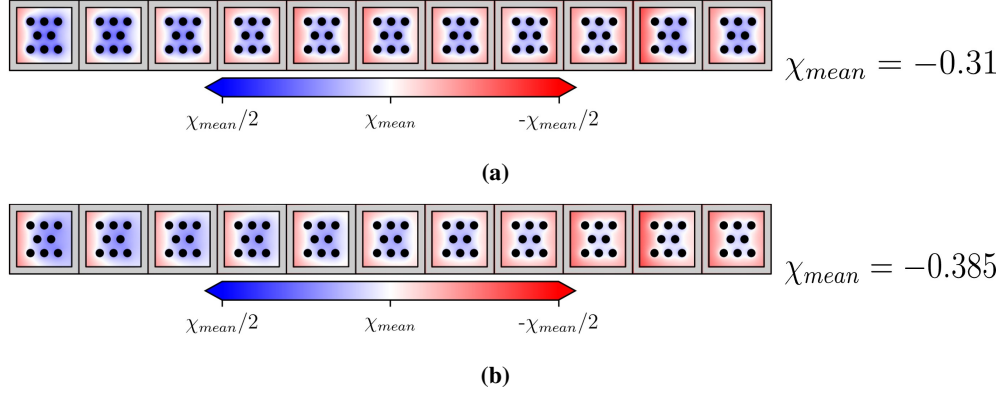 χ_mean = −0.31
χ_mean/2 χ_mean -χ_mean/2
(a)
χ_mean = −0.385
χ_mean/2 χ_mean -χ_mean/2
(b)